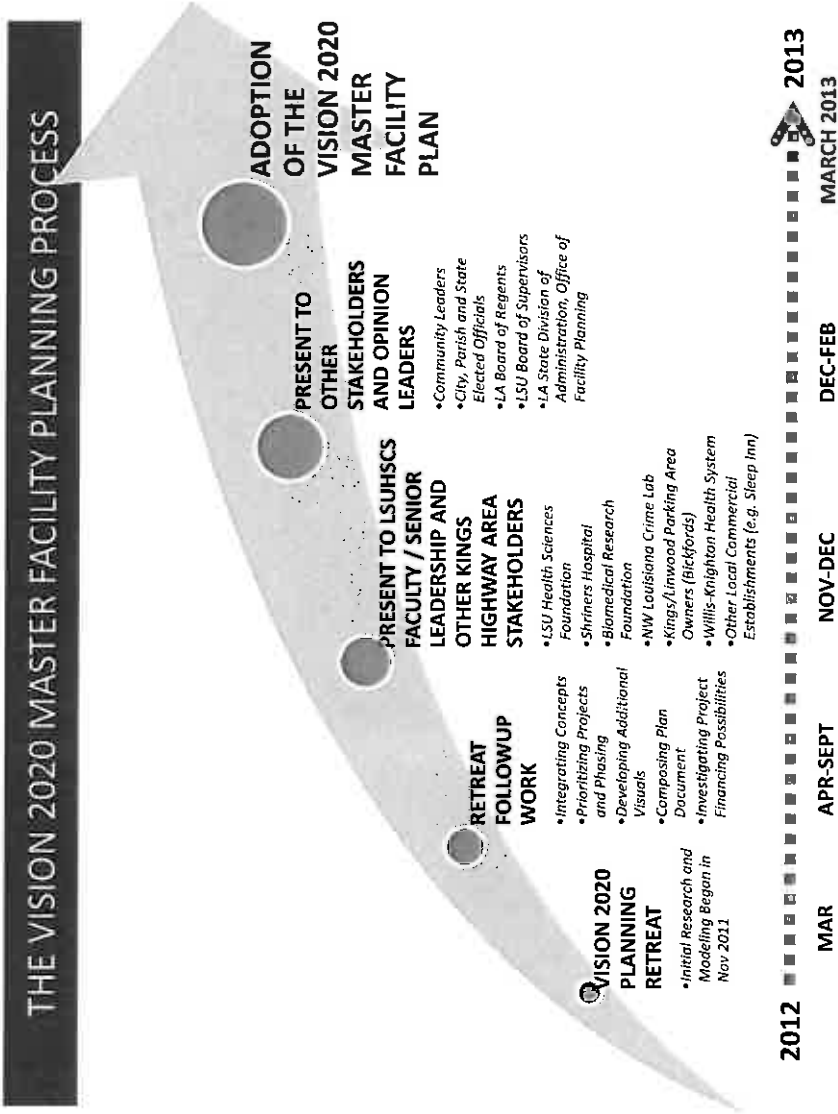 THE VISION 2020 MASTER FACILITY PLANNING PROCESS
VISION 2020
PLANNING
RETREAT
•Initial Research and
Modeling Began in
Nov 2011
RETREAT
FOLLOWUP
WORK
•Integrating Concepts
•Prioritizing Projects
and Phasing
•Developing Additional
Visuals
•Composing Plan
Document
•Investigating Project
Financing Possibilities
PRESENT TO LSUHSCS
FACULTY / SENIOR
LEADERSHIP AND
OTHER KINGS
HIGHWAY AREA
STAKEHOLDERS
•LSU Health Sciences
Foundation
•Shriners Hospital
•Biomedical Research
Foundation
•NW Louisiana Crime Lab
•Kings/Linwood Parking Area
Owners (Bickfords)
•Willis-Knighton Health System
•Other Local Commercial
Establishments (e.g. Sleep Inn)
PRESENT TO
OTHER
STAKEHOLDERS
AND OPINION
LEADERS
•Community Leaders
•City, Parish and State
Elected Officials
•LA Board of Regents
•LSU Board of Supervisors
•LA State Division of
Administration, Office of
Facility Planning
ADOPTION
OF THE
VISION 2020
MASTER
FACILITY
PLAN
2012
2013
MAR
APR-SEPT
NOV-DEC
DEC-FEB
MARCH 2013